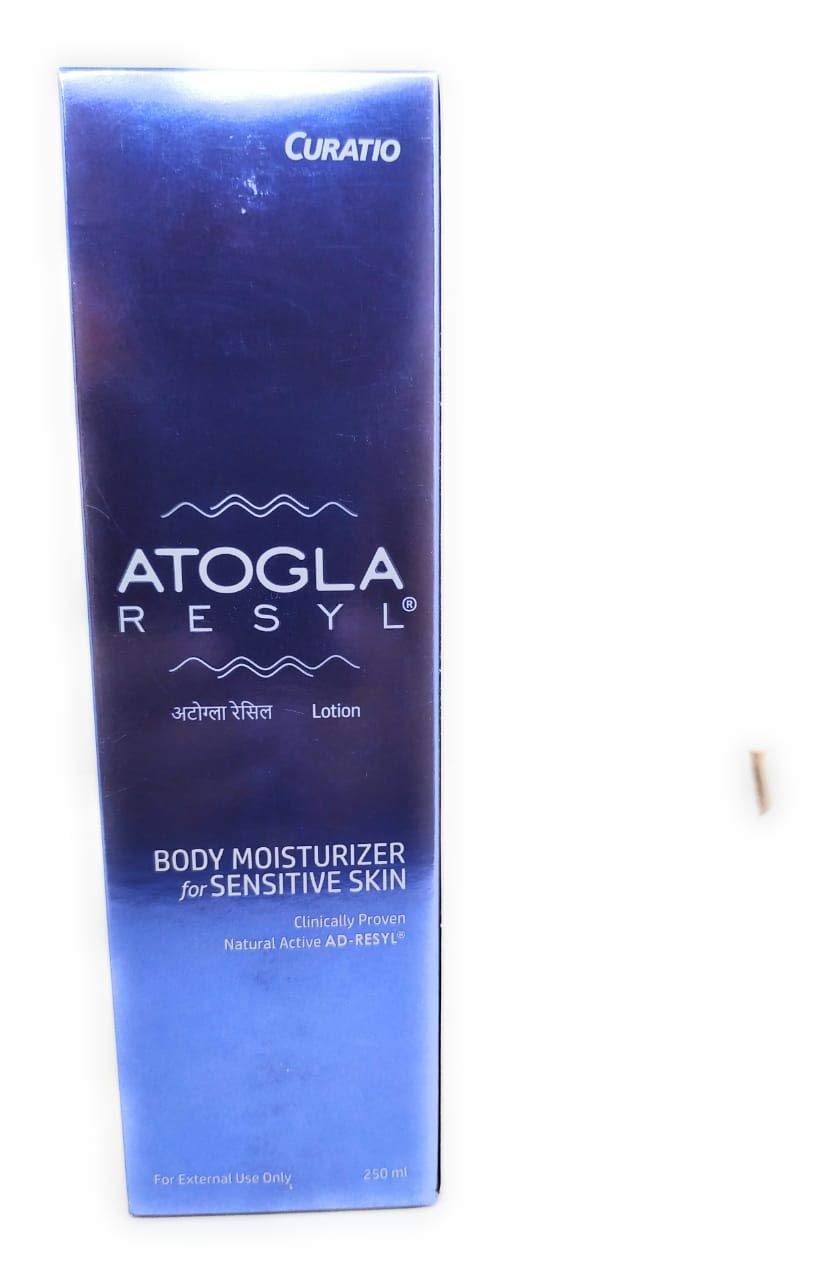 CURATIO
ATOGLA
RESYL®
अटोग्ला रेसिल Lotion
BODY MOISTURIZER
for SENSITIVE SKIN
Clinically Proven
Natural Active AD-RESYL®
For External Use Only 250 ml